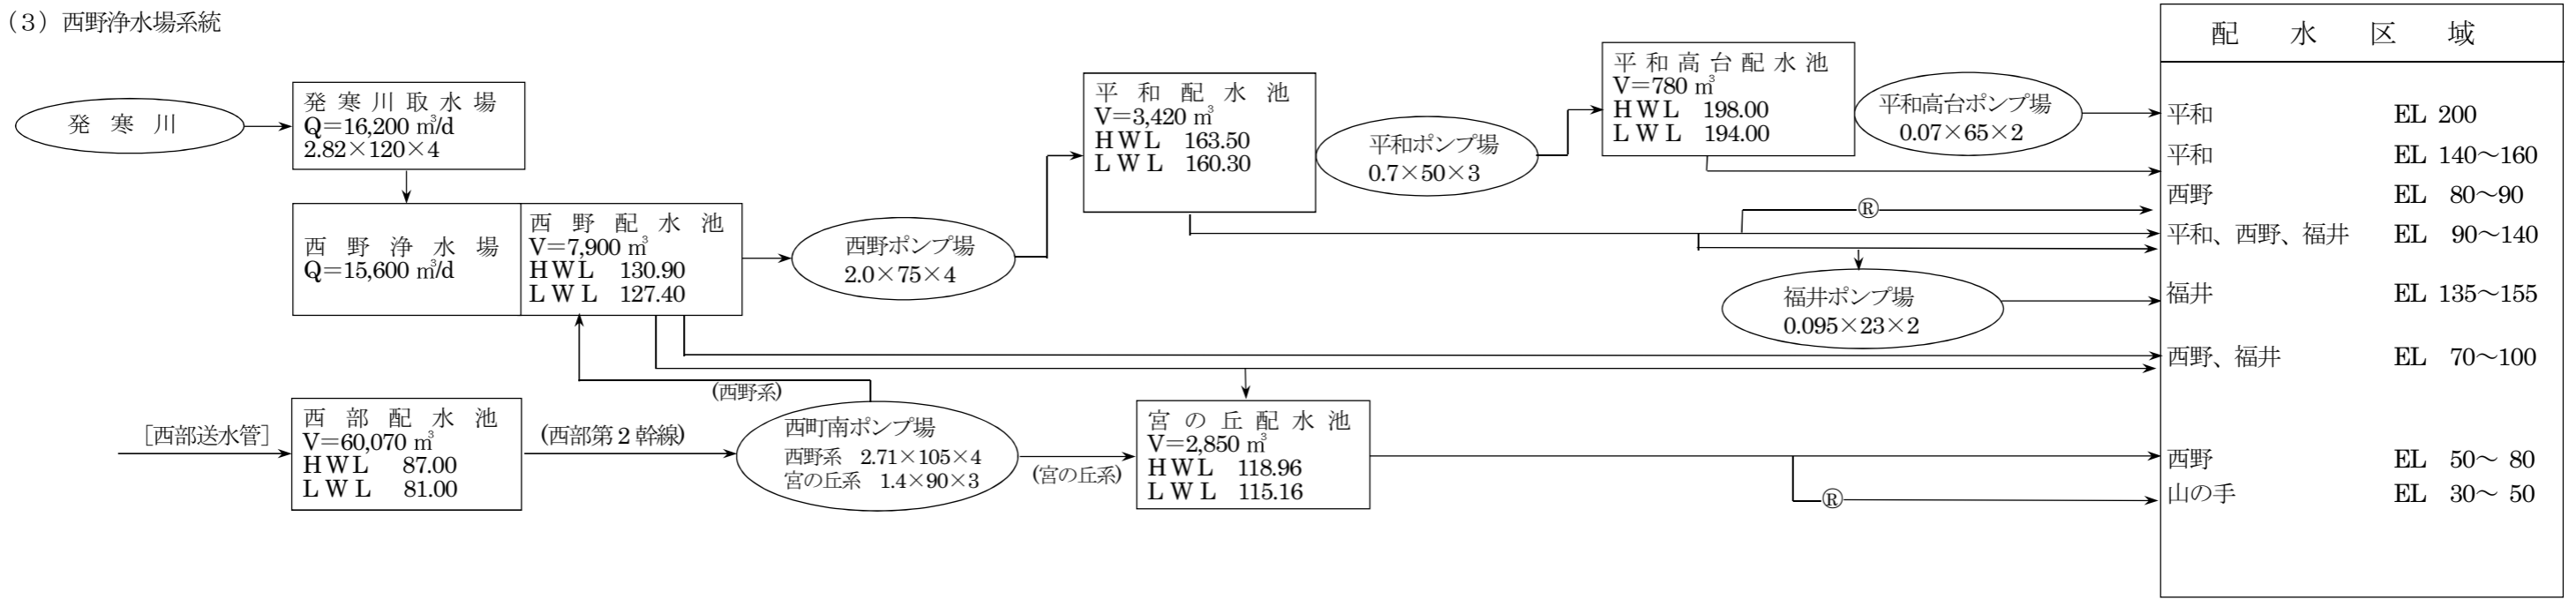 （３）西野浄水場系統
発寒川
発寒川取水場
Q＝16,200 ㎥/d
2.82×120×4
西野浄水場
Q＝15,600 ㎥/d
西野配水池
V＝7,900 ㎥
HWL 130.90
LWL 127.40
西野ポンプ場
2.0×75×4
平和配水池
V＝3,420 ㎥
HWL 163.50
LWL 160.30
平和ポンプ場
0.7×50×3
平和高台配水池
V＝780 ㎥
HWL 198.00
LWL 194.00
平和高台ポンプ場
0.07×65×2
Ⓡ
福井ポンプ場
0.095×23×2
(西野系)
［西部送水管］
西部配水池
V＝60,070 ㎥
HWL 87.00
LWL 81.00
(西部第２幹線)
西町南ポンプ場
西野系 2.71×105×4
宮の丘系 1.4×90×3
(宮の丘系)
宮の丘配水池
V＝2,850 ㎥
HWL 118.96
LWL 115.16
Ⓡ
配水区域
平和 EL 200
平和 EL 140～160
西野 EL 80～90
平和、西野、福井 EL 90～140
福井 EL 135～155
西野、福井 EL 70～100
西野 EL 50～ 80
山の手 EL 30～ 50